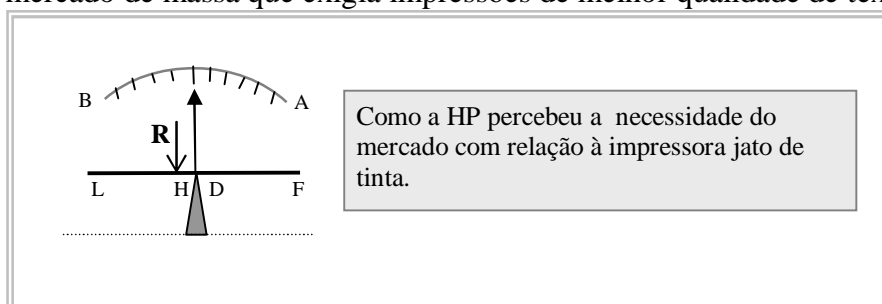 mercado de massa que exigia impressões de melhor qualidade de
B
A
R
L
H
D
F
Como a HP percebeu a necessidade do
mercado com relação à impressora jato de
tinta.